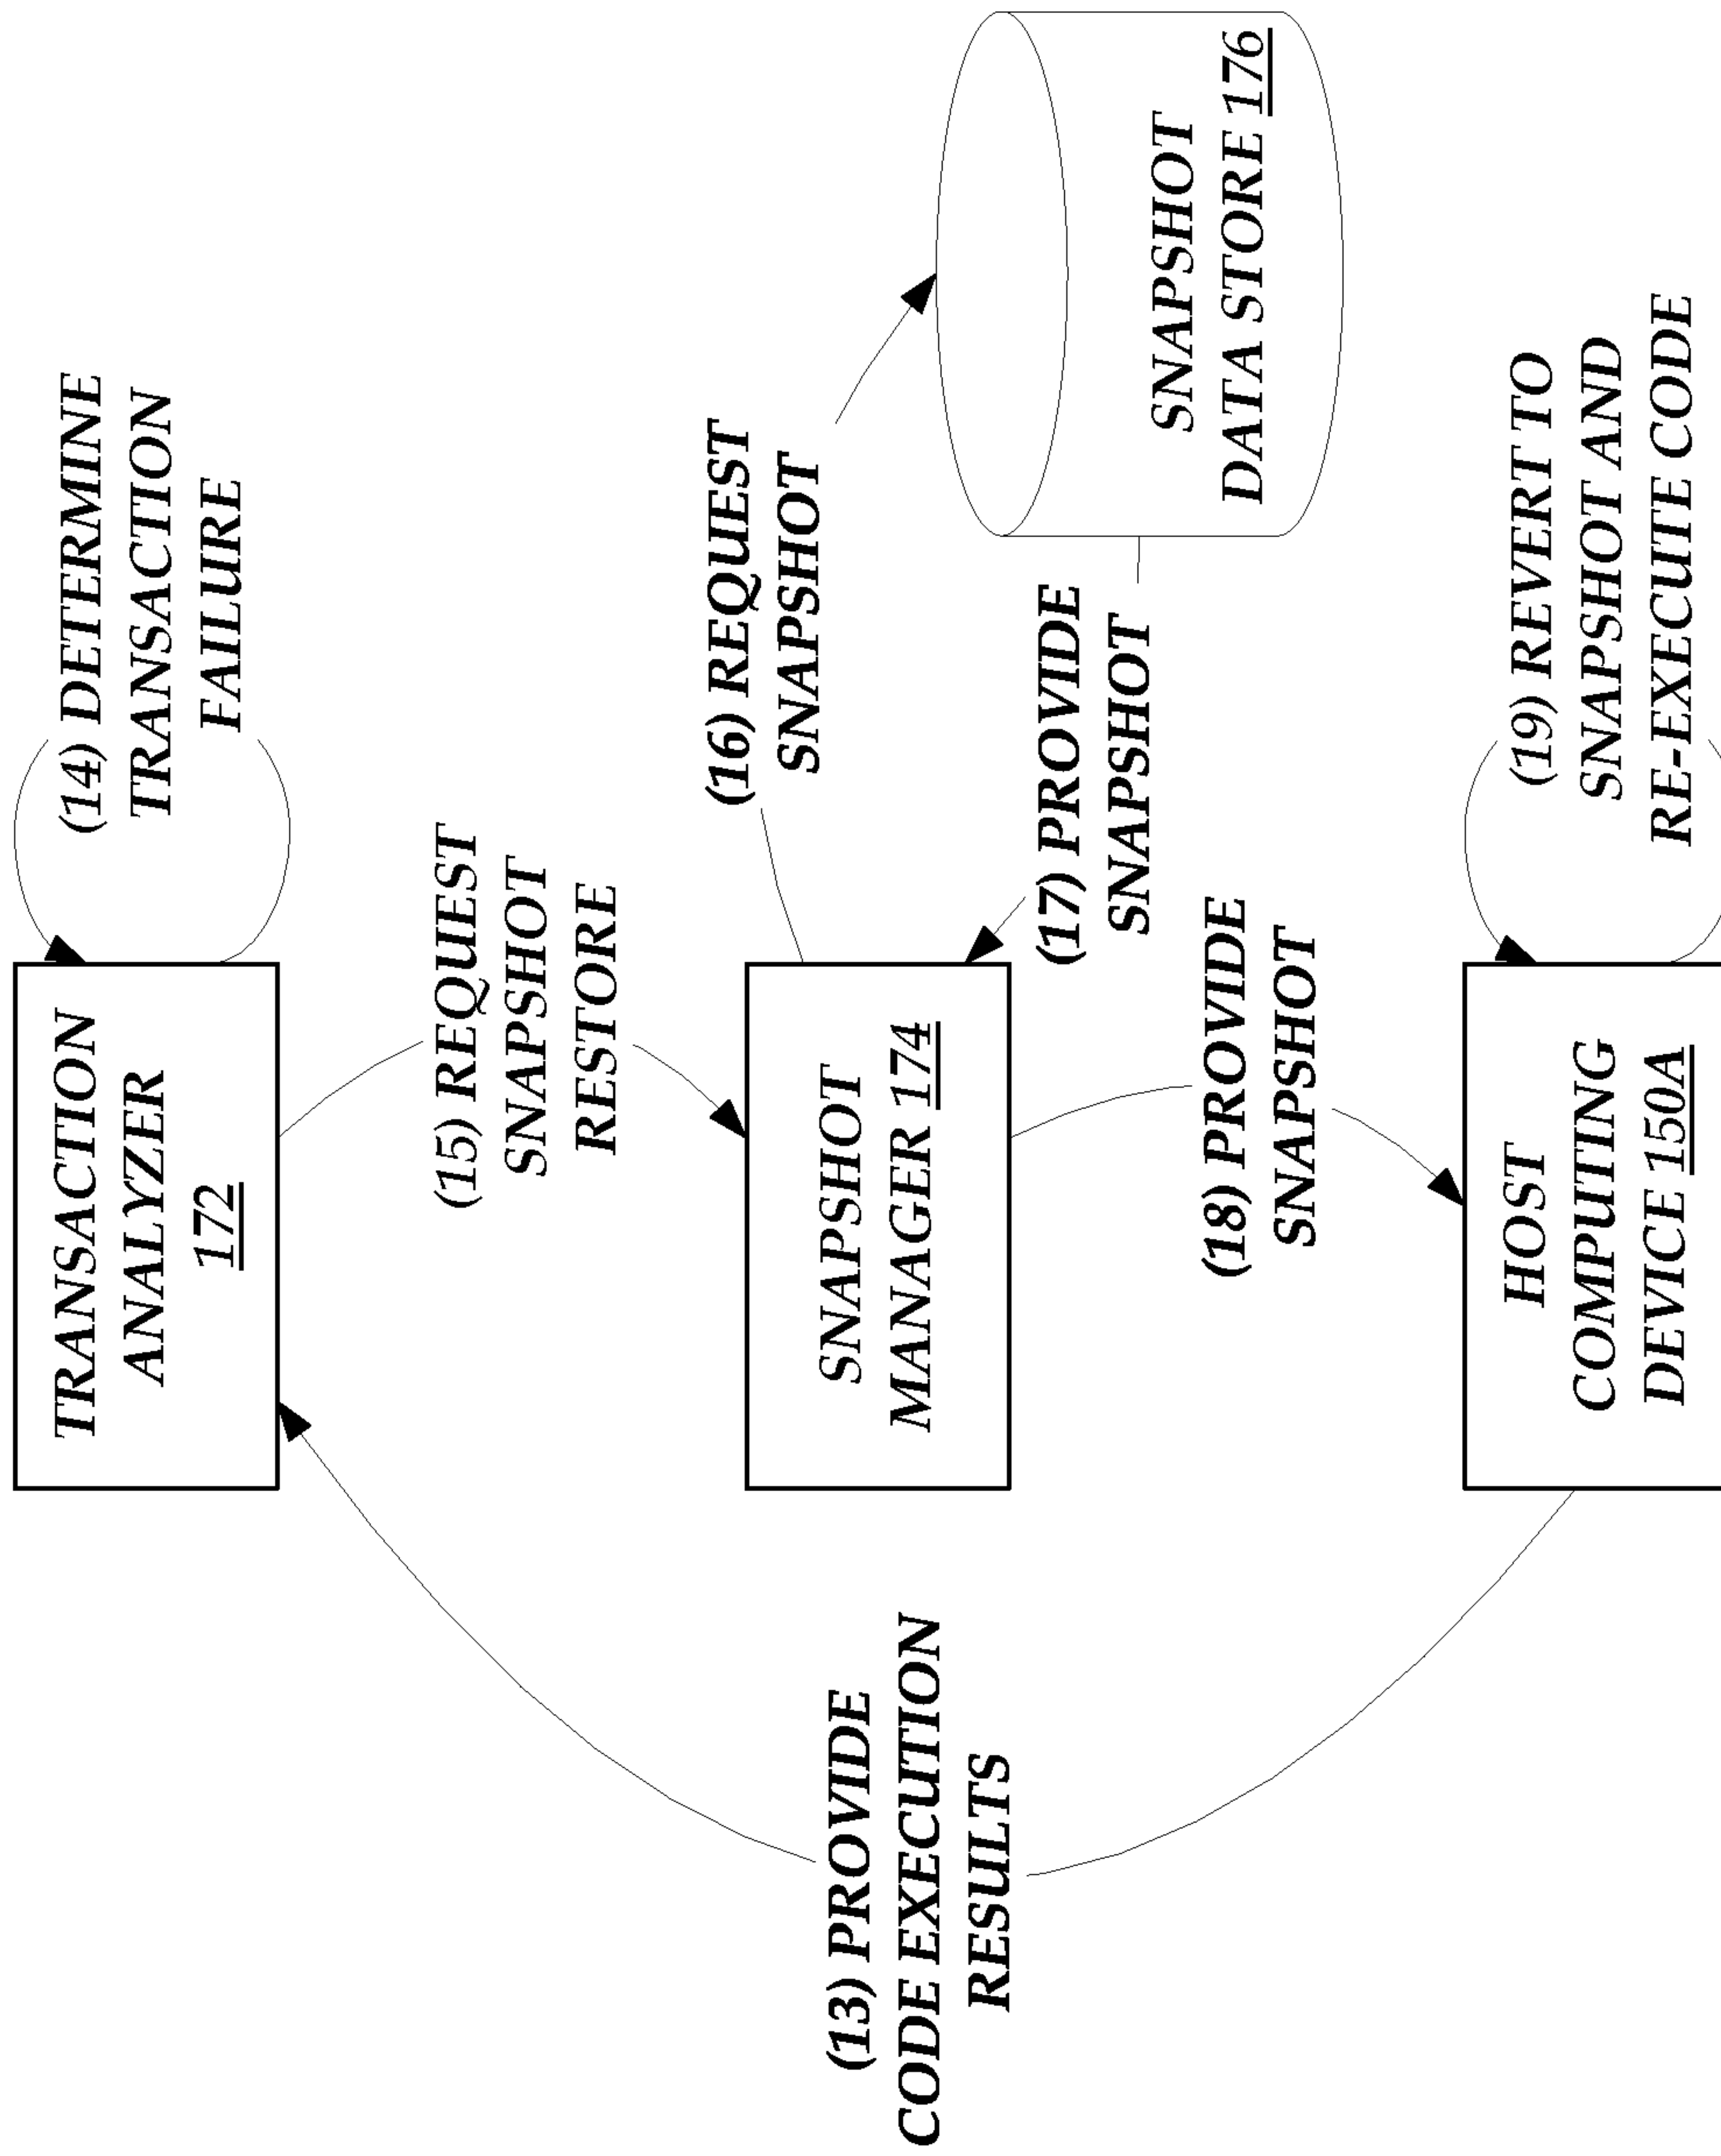 (14) DETERMINE
TRANSACTION
FAILURE
TRANSACTION
ANALYZER
172
(15) REQUEST
SNAPSHOT
RESTORE
(16) REQUEST
SNAPSHOT
(13) PROVIDE
CODE EXECUTION
RESULTS
SNAPSHOT
MANAGER 174
(17) PROVIDE
SNAPSHOT
SNAPSHOT
DATA STORE 176
(18) PROVIDE
SNAPSHOT
(19) REVERT TO
SNAPSHOT AND
RE-EXECUTE CODE
HOST
COMPUTING
DEVICE 150A